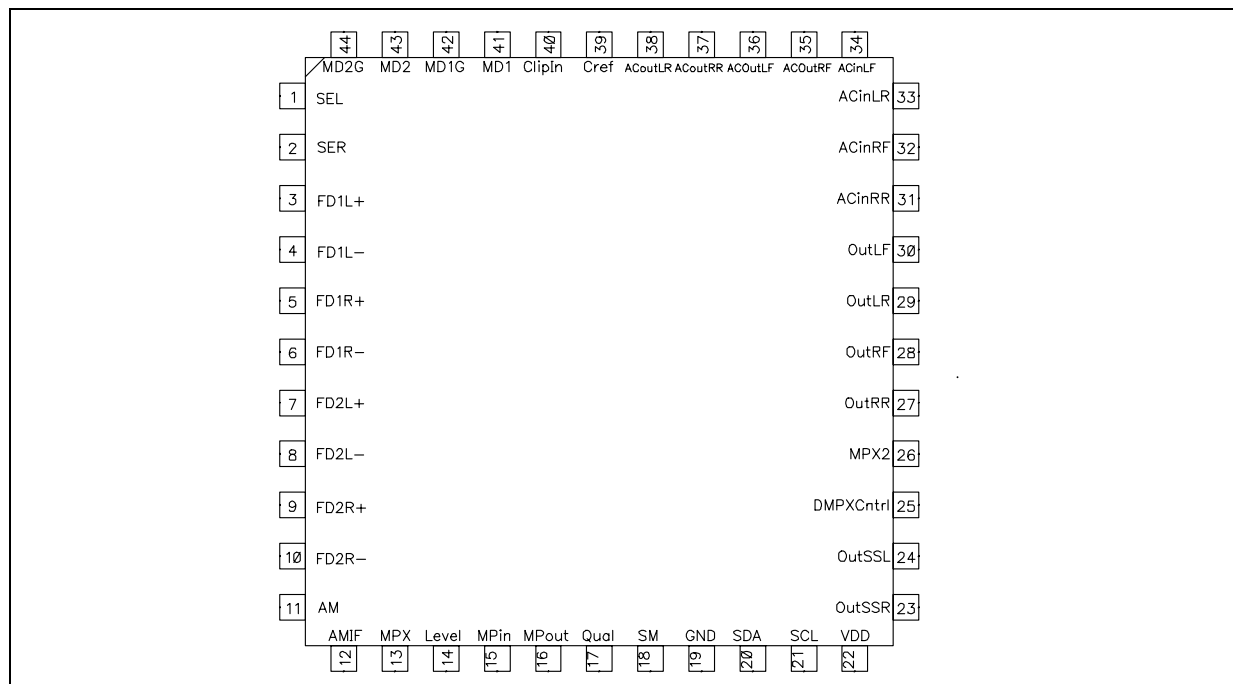 44 43 42 41 40 39 38 37 36 35 34
MD2G MD2 MD1G MD1 ClipIn Cref ACoutLR ACoutRR ACOutLF ACOutRF ACinLF
1 SEL ACinLR 33
2 SER ACinRF 32
3 FD1L+ ACinRR 31
4 FD1L- OutLF 30
5 FD1R+ OutLR 29
6 FD1R- OutRF 28
7 FD2L+ OutRR 27
8 FD2L- MPX2 26
9 FD2R+ DMPXCntrl 25
10 FD2R- OutSSL 24
11 AM OutSSR 23
AMIF MPX Level MPin MPout Qual SM GND SDA SCL VDD
12 13 14 15 16 17 18 19 20 21 22